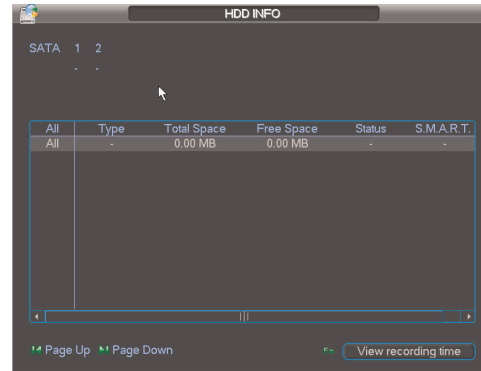 HDD INFO
SATA 1 2
- -
All Type Total Space Free Space Status S.M.A.R.T.
All - 0.00 MB 0.00 MB - -
Page Up Page Down Fn View recording time